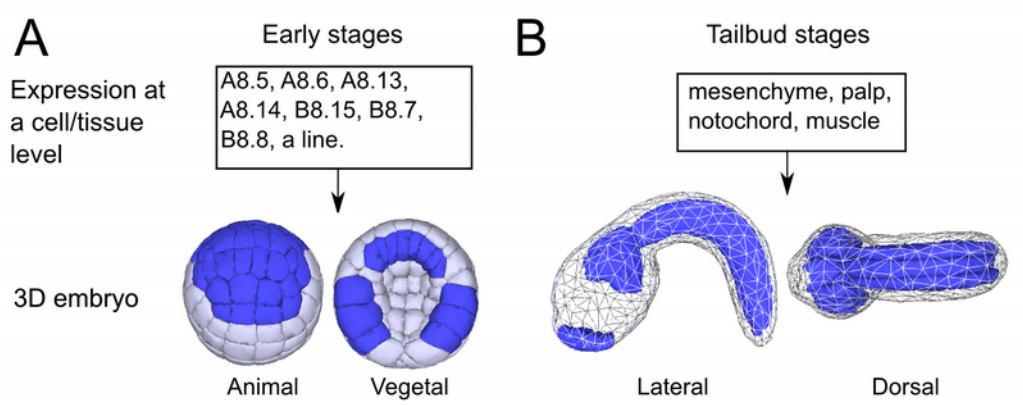 A
Early stages
B
Tailbud stages
Expression at
a cell/tissue
level
A8.5, A8.6, A8.13,
A8.14, B8.15, B8.7,
B8.8, a line.
mesenchyme, palp,
notochord, muscle
3D embryo
Animal
Vegetal
Lateral
Dorsal